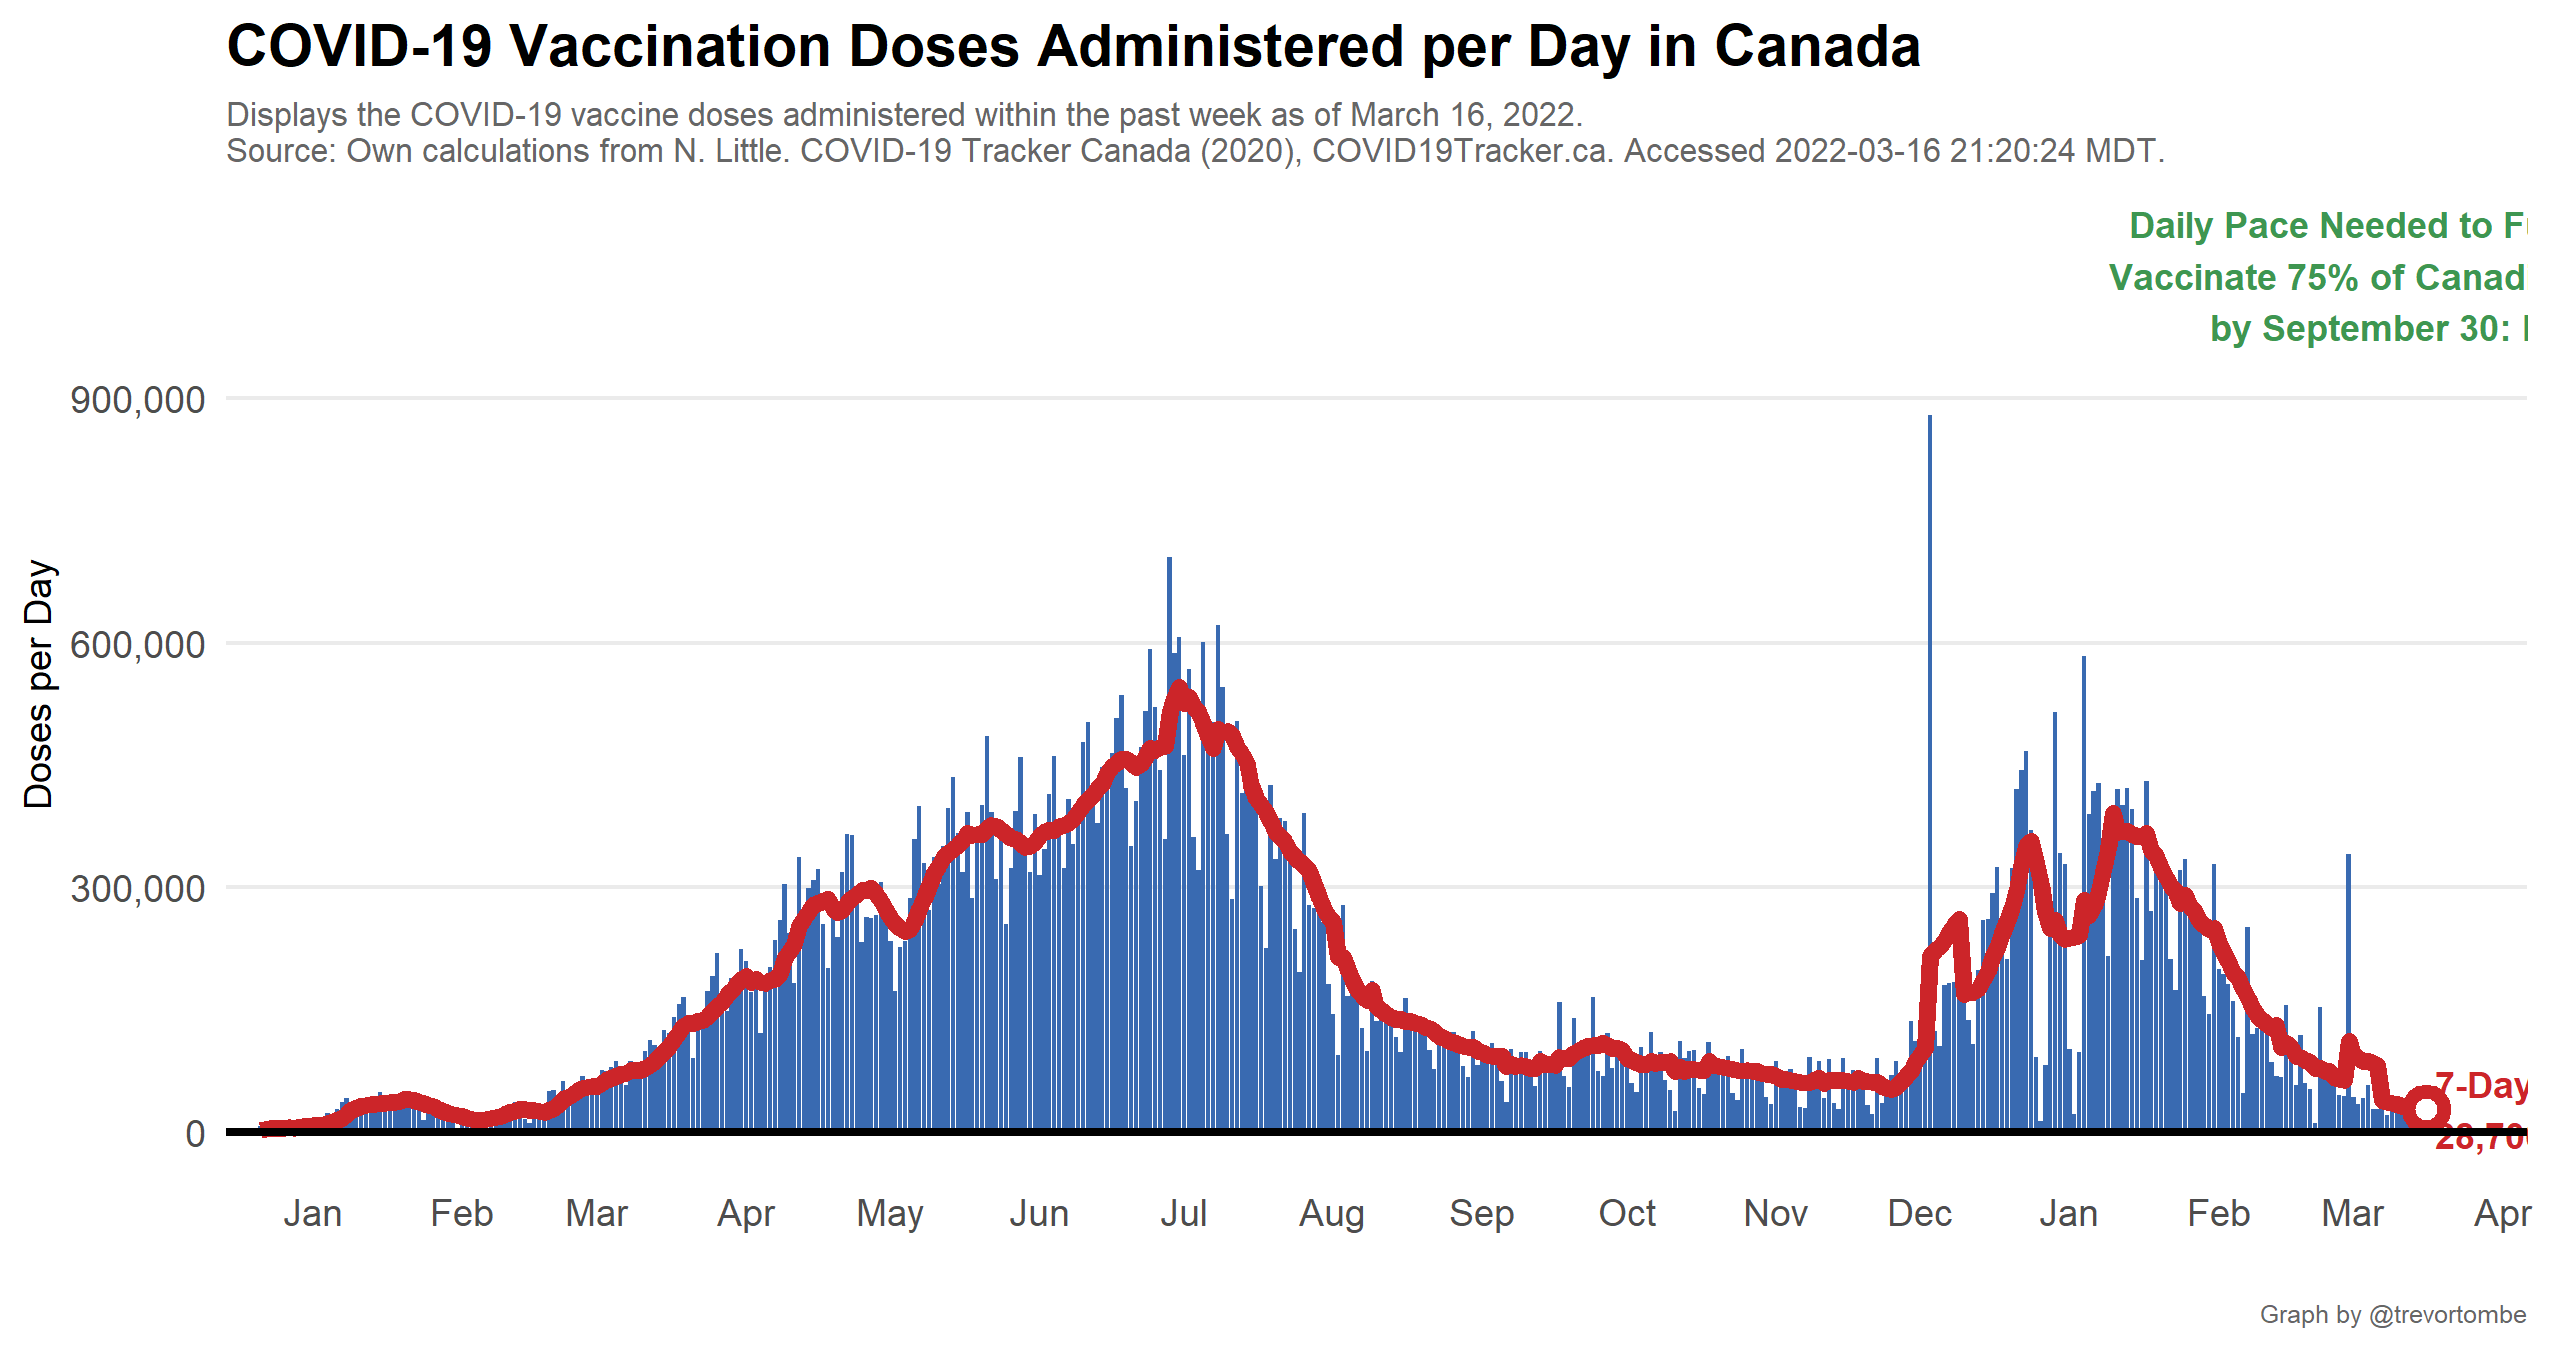 COVID-19 Vaccination Doses Administered per Day in Canada
Displays the COVID-19 vaccine doses administered within the past week as of March 16, 2022.
Source: Own calculations from N. Little. COVID-19 Tracker Canada (2020), COVID19Tracker.ca. Accessed 2022-03-16 21:20:24 MDT.
Daily Pace Needed to
Vaccinate 75% of Canad
by September 30:
900,000
600,000
300,000
0
Doses per Day
7-Day
28,70
Jan Feb Mar Apr May Jun Jul Aug Sep Oct Nov Dec Jan Feb Mar Apr
Graph by @trevortombe